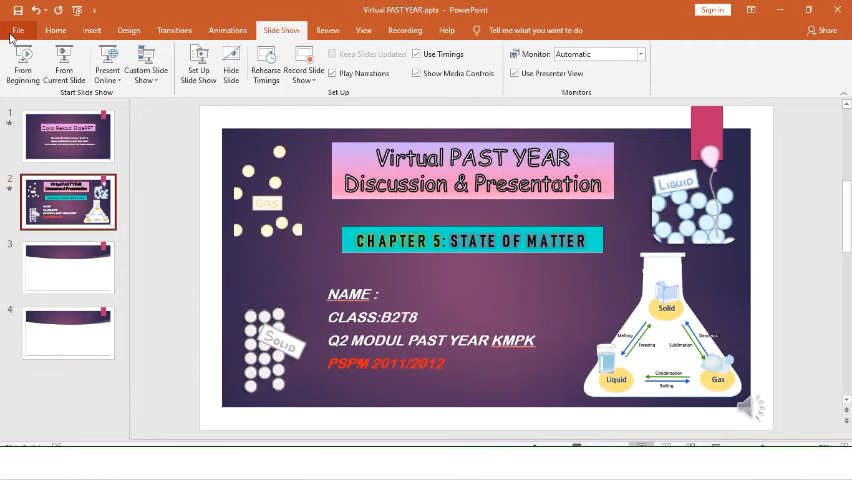 Virtual PAST YEAR.pptx - PowerPoint
Sign in
File Home Insert Design Transitions Animations Slide Show Review View Recording Help Tell me what you want to do
Share
From Beginning
From Current Slide
Present Online
Custom Slide Show
Start Slide Show
Set Up Slide Show
Hide Slide
Rehearse Timings
Record Slide Show
Keep Slides Updated
Play Narrations
Use Timings
Show Media Controls
Set Up
Monitor: Automatic
Use Presenter View
Monitors
1
2
3
4
Virtual PAST YEAR
Discussion & Presentation
CHAPTER 5: STATE OF MATTER
NAME :
CLASS:B2T8
Q2 MODUL PAST YEAR KMPK
PSPM 2011/2012
GAS
LIQUID
SOLID
Solid
Melting
Freezing
Sublimation
Liquid
Condensation
Boiling
Gas